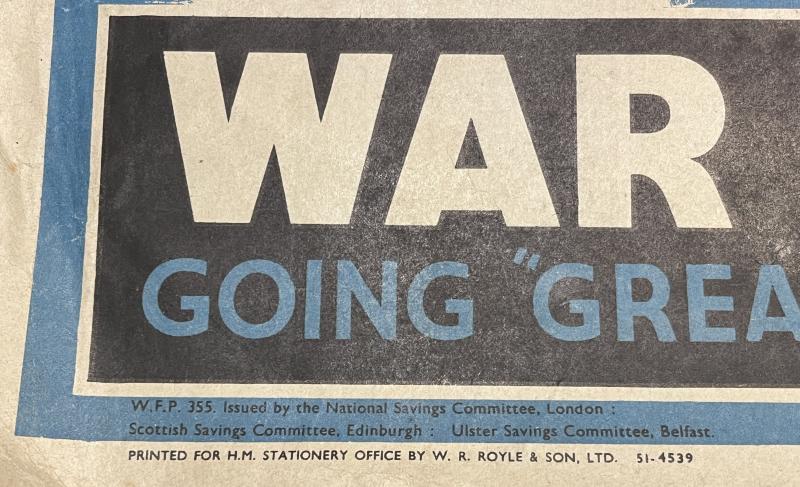 WAR
GOING "GREA
W.F.P. 355. Issued by the National Savings Committee, London :
Scottish Savings Committee, Edinburgh : Ulster Savings Committee, Belfast.
PRINTED FOR H.M. STATIONERY OFFICE BY W. R. ROYLE & SON, LTD. 51-4539